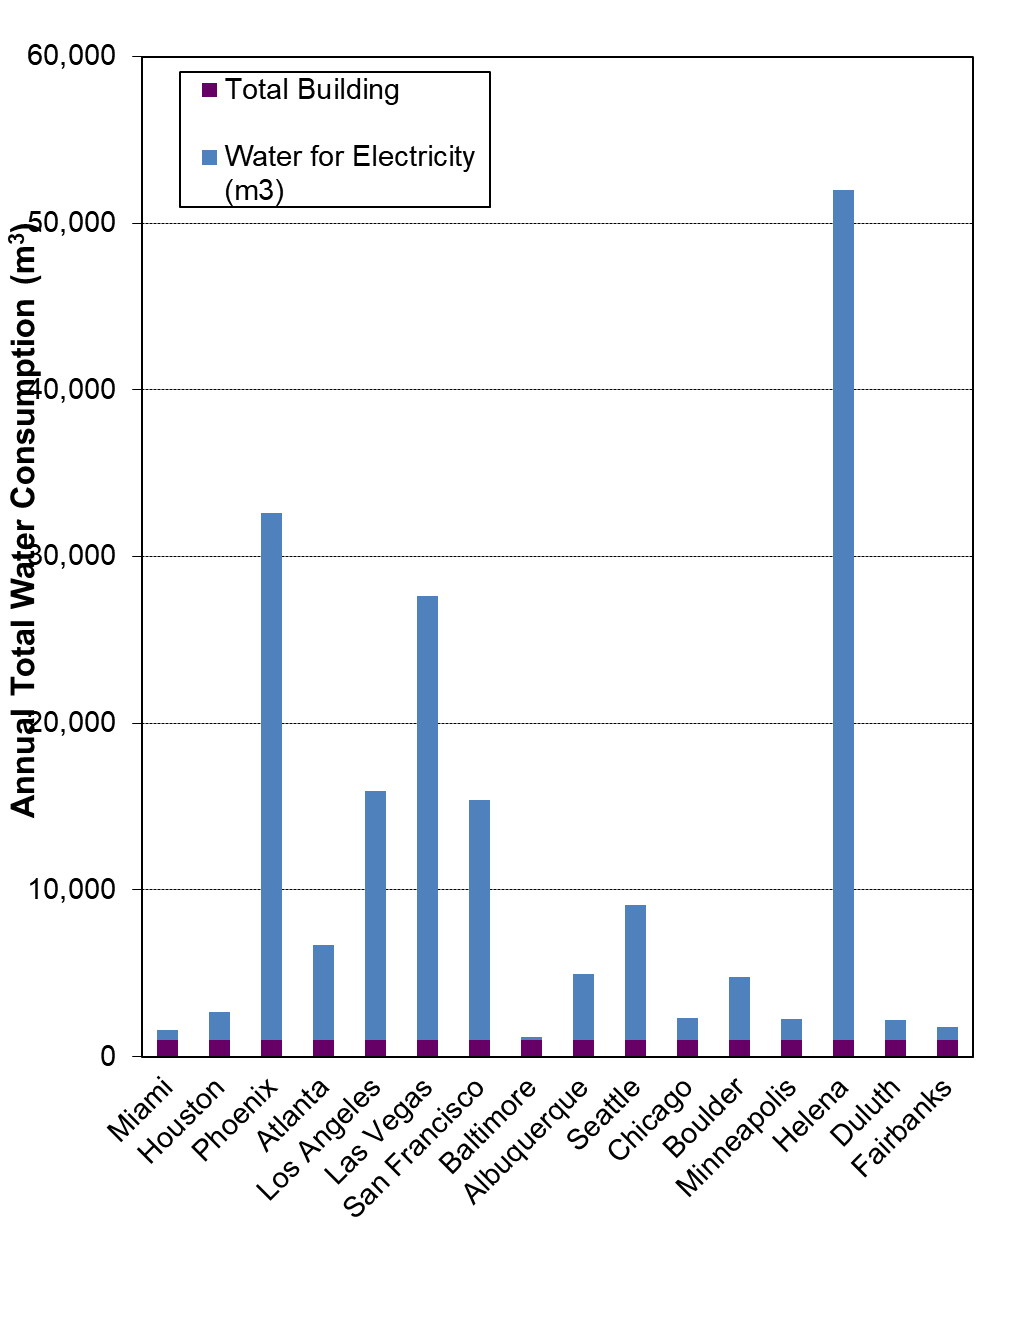 60,000
50,000
40,000
30,000
20,000
10,000
0
Annual Total Water Consumption (m³)
Total Building
Water for Electricity
(m3)
Miami
Houston
Phoenix
Atlanta
Los Angeles
Las Vegas
San Francisco
Baltimore
Albuquerque
Seattle
Chicago
Boulder
Minneapolis
Helena
Duluth
Fairbanks